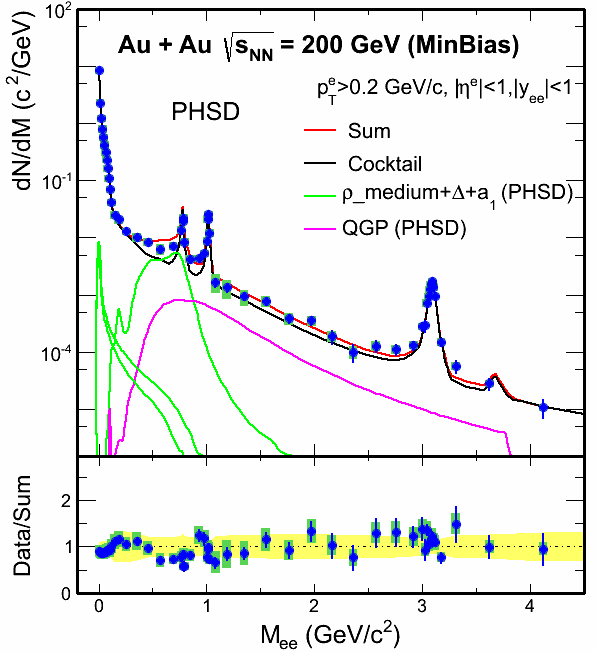 10²
Au + Au √sNN = 200 GeV (MinBias)
pTᵉ>0.2 GeV/c, |ηᵉ|<1,|yee|<1
PHSD
Sum
Cocktail
ρ_medium+Δ+a₁ (PHSD)
QGP (PHSD)
dN/dM (c²/GeV)
10⁻¹
10⁻⁴
Data/Sum
2
1
0
0 1 2 3 4
Mee (GeV/c²)